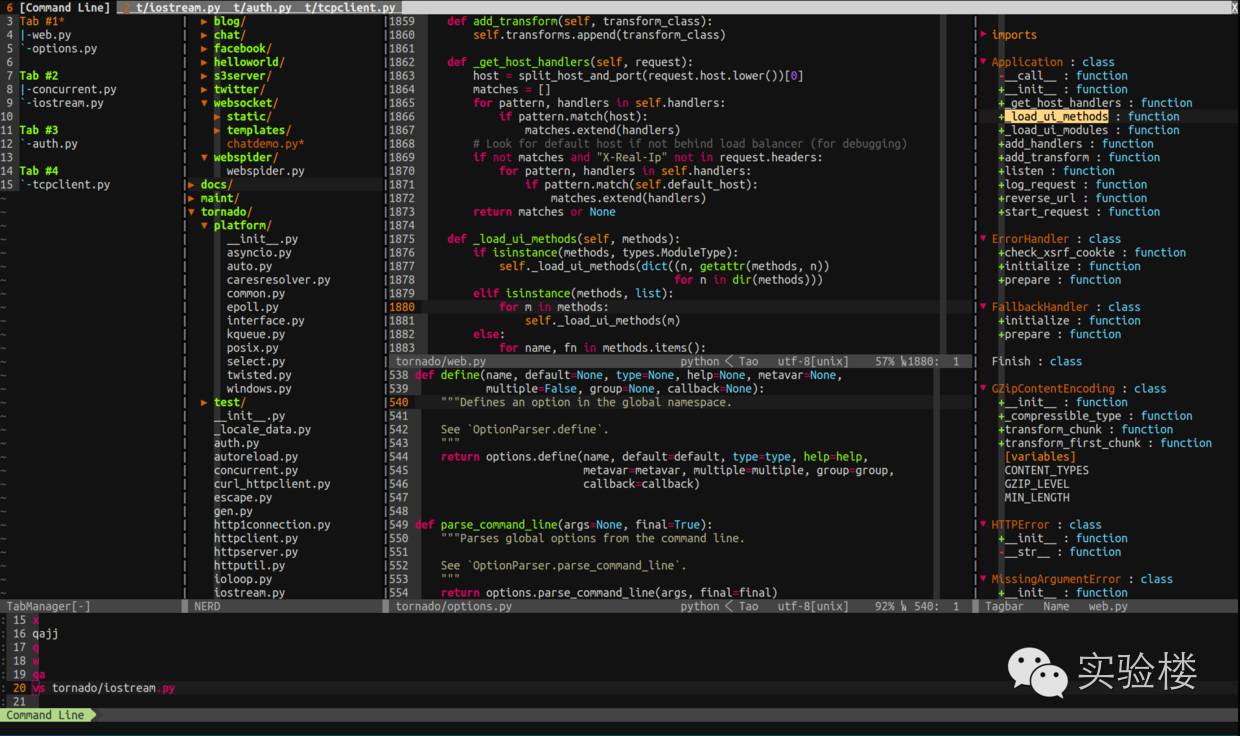 6 [Command Line]  2 t/iostream.py  t/auth.py  t/tcpclient.py X
3 Tab #1*
4 |-web.py
5 `-options.py
6
7 Tab #2
8 |-concurrent.py
9 `-iostream.py
10
11 Tab #3
12 `-auth.py
13
14 Tab #4
15 `-tcpclient.py
▸ blog/
▸ chat/
▸ facebook/
▸ helloworld/
▸ s3server/
▸ twitter/
▾ websocket/
▸ static/
▸ templates/
chatdemo.py*
▾ webspider/
webspider.py
▸ docs/
▸ maint/
▾ tornado/
▾ platform/
__init__.py
asyncio.py
auto.py
caresresolver.py
common.py
epoll.py
interface.py
kqueue.py
posix.py
select.py
twisted.py
windows.py
▸ test/
__init__.py
_locale_data.py
auth.py
autoreload.py
concurrent.py
curl_httpclient.py
escape.py
gen.py
http1connection.py
httpclient.py
httpserver.py
httputil.py
ioloop.py
iostream.py
1859     def add_transform(self, transform_class):
1860         self.transforms.append(transform_class)
1861
1862     def _get_host_handlers(self, request):
1863         host = split_host_and_port(request.host.lower())[0]
1864         matches = []
1865         for pattern, handlers in self.handlers:
1866             if pattern.match(host):
1867                 matches.extend(handlers)
1868         # Look for default host if not behind load balancer (for debugging)
1869         if not matches and "X-Real-Ip" not in request.headers:
1870             for pattern, handlers in self.handlers:
1871                 if pattern.match(self.default_host):
1872                     matches.extend(handlers)
1873         return matches or None
1874
1875     def _load_ui_methods(self, methods):
1876         if isinstance(methods, types.ModuleType):
1877             self._load_ui_methods(dict((n, getattr(methods, n))
1878                                        for n in dir(methods)))
1879         elif isinstance(methods, list):
1880             for m in methods:
1881                 self._load_ui_methods(m)
1882         else:
1883             for name, fn in methods.items():
tornado/web.py python < Tao utf-8[unix] 57% 1880: 1
538 def define(name, default=None, type=None, help=None, metavar=None,
539            multiple=False, group=None, callback=None):
540     """Defines an option in the global namespace.
541
542     See `OptionParser.define`.
543     """
544     return options.define(name, default=default, type=type, help=help,
545                           metavar=metavar, multiple=multiple, group=group,
546                           callback=callback)
547
548
549 def parse_command_line(args=None, final=True):
550     """Parses global options from the command line.
551
552     See `OptionParser.parse_command_line`.
553     """
554     return options.parse_command_line(args, final=final)
▸ imports
▼ Application : class
-__call__ : function
+__init__ : function
+_get_host_handlers : function
+_load_ui_methods : function
+_load_ui_modules : function
+add_handlers : function
+add_transform : function
+listen : function
+log_request : function
+reverse_url : function
+start_request : function
▼ ErrorHandler : class
+check_xsrf_cookie : function
+initialize : function
+prepare : function
▼ FallbackHandler : class
+initialize : function
+prepare : function
Finish : class
▼ GZipContentEncoding : class
+__init__ : function
+_compressible_type : function
+transform_chunk : function
+transform_first_chunk : function
[variables]
CONTENT_TYPES
GZIP_LEVEL
MIN_LENGTH
▼ HTTPError : class
+__init__ : function
-__str__ : function
▼ MissingArgumentError : class
+__init__ : function
TabManager[-] NERD tornado/options.py python < Tao utf-8[unix] 92% 540: 1 Tagbar Name web.py
: 15 x
: 16 qajj
: 17 q
: 18 w
: 19 qa
: 20 vs tornado/iostream.py
: 21
Command Line
实验楼